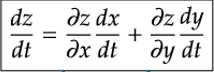 dz/dt = ∂z/∂x dx/dt + ∂z/∂y dy/dt